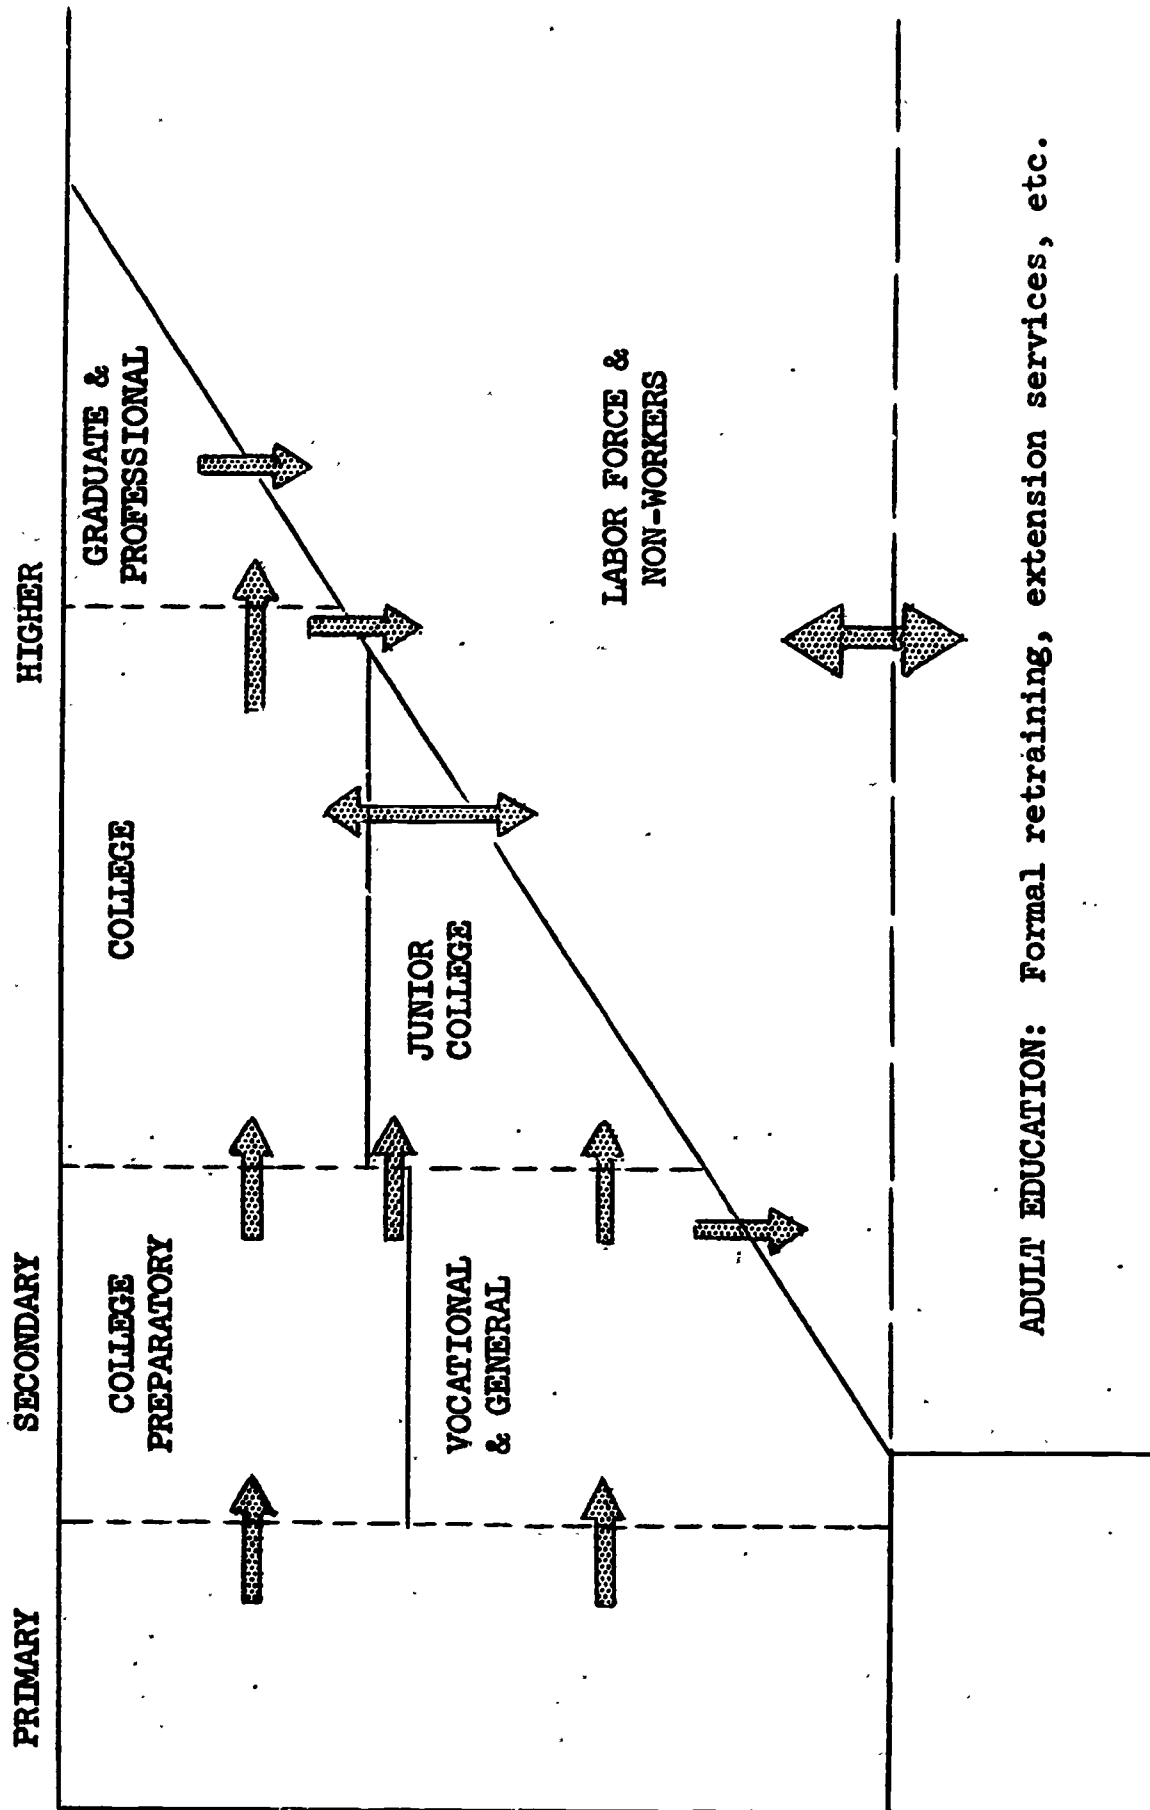 PRIMARY
SECONDARY
HIGHER
COLLEGE
PREPARATORY
COLLEGE
GRADUATE &
PROFESSIONAL
VOCATIONAL
& GENERAL
JUNIOR
COLLEGE
LABOR FORCE &
NON-WORKERS
ADULT EDUCATION: Formal retraining, extension services, etc.